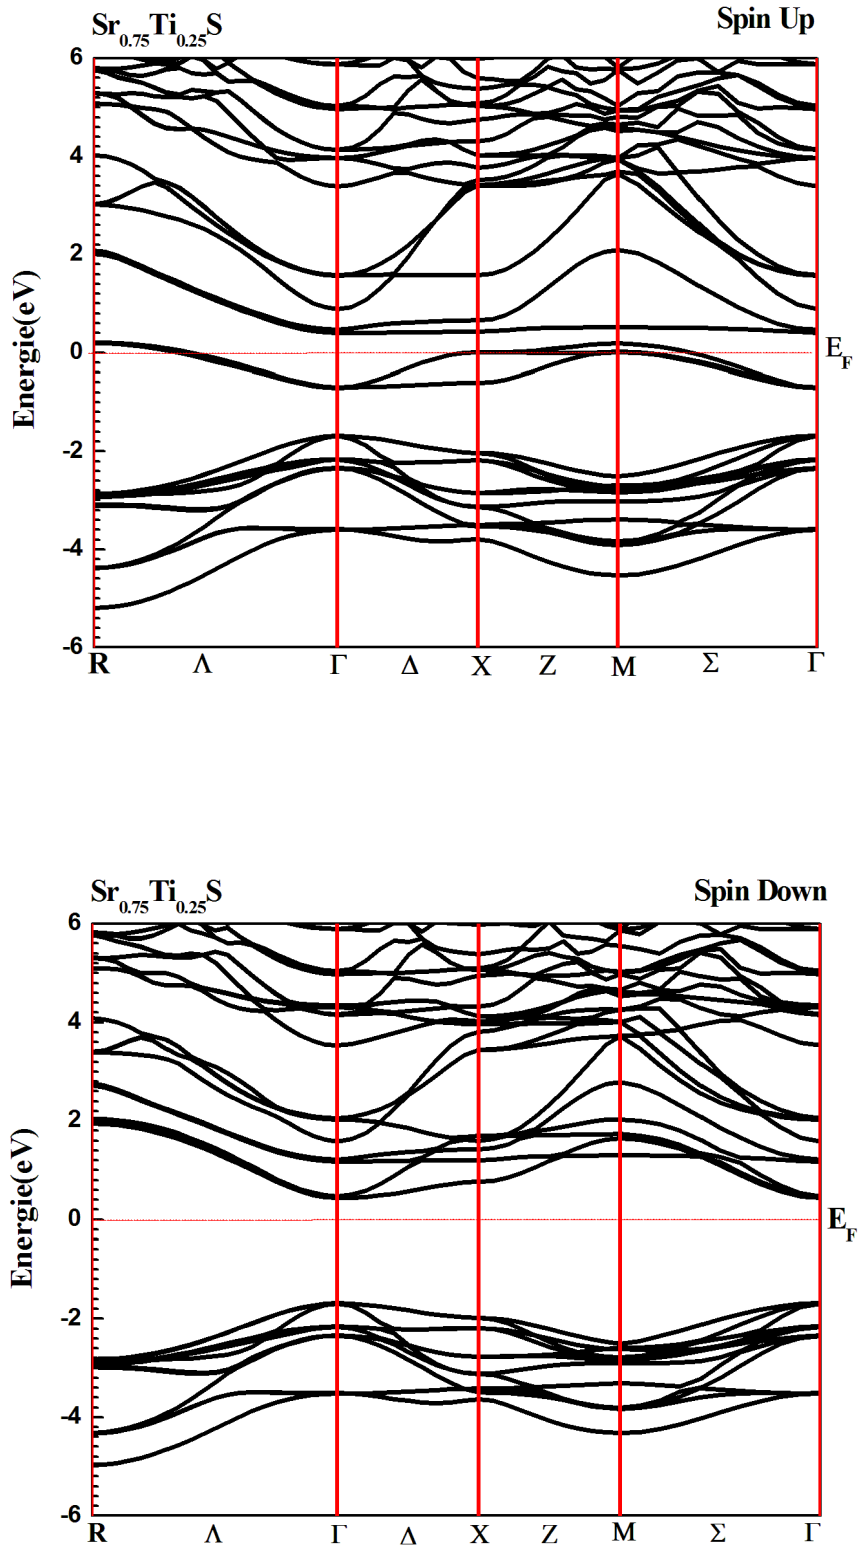 Sr0.75Ti0.25S
Spin Up
Energie(eV)
6
4
2
0
-2
-4
-6
EF
R Λ Γ Δ X Z M Σ Γ
Sr0.75Ti0.25S
Spin Down
Energie(eV)
6
4
2
0
-2
-4
-6
EF
R Λ Γ Δ X Z M Σ Γ